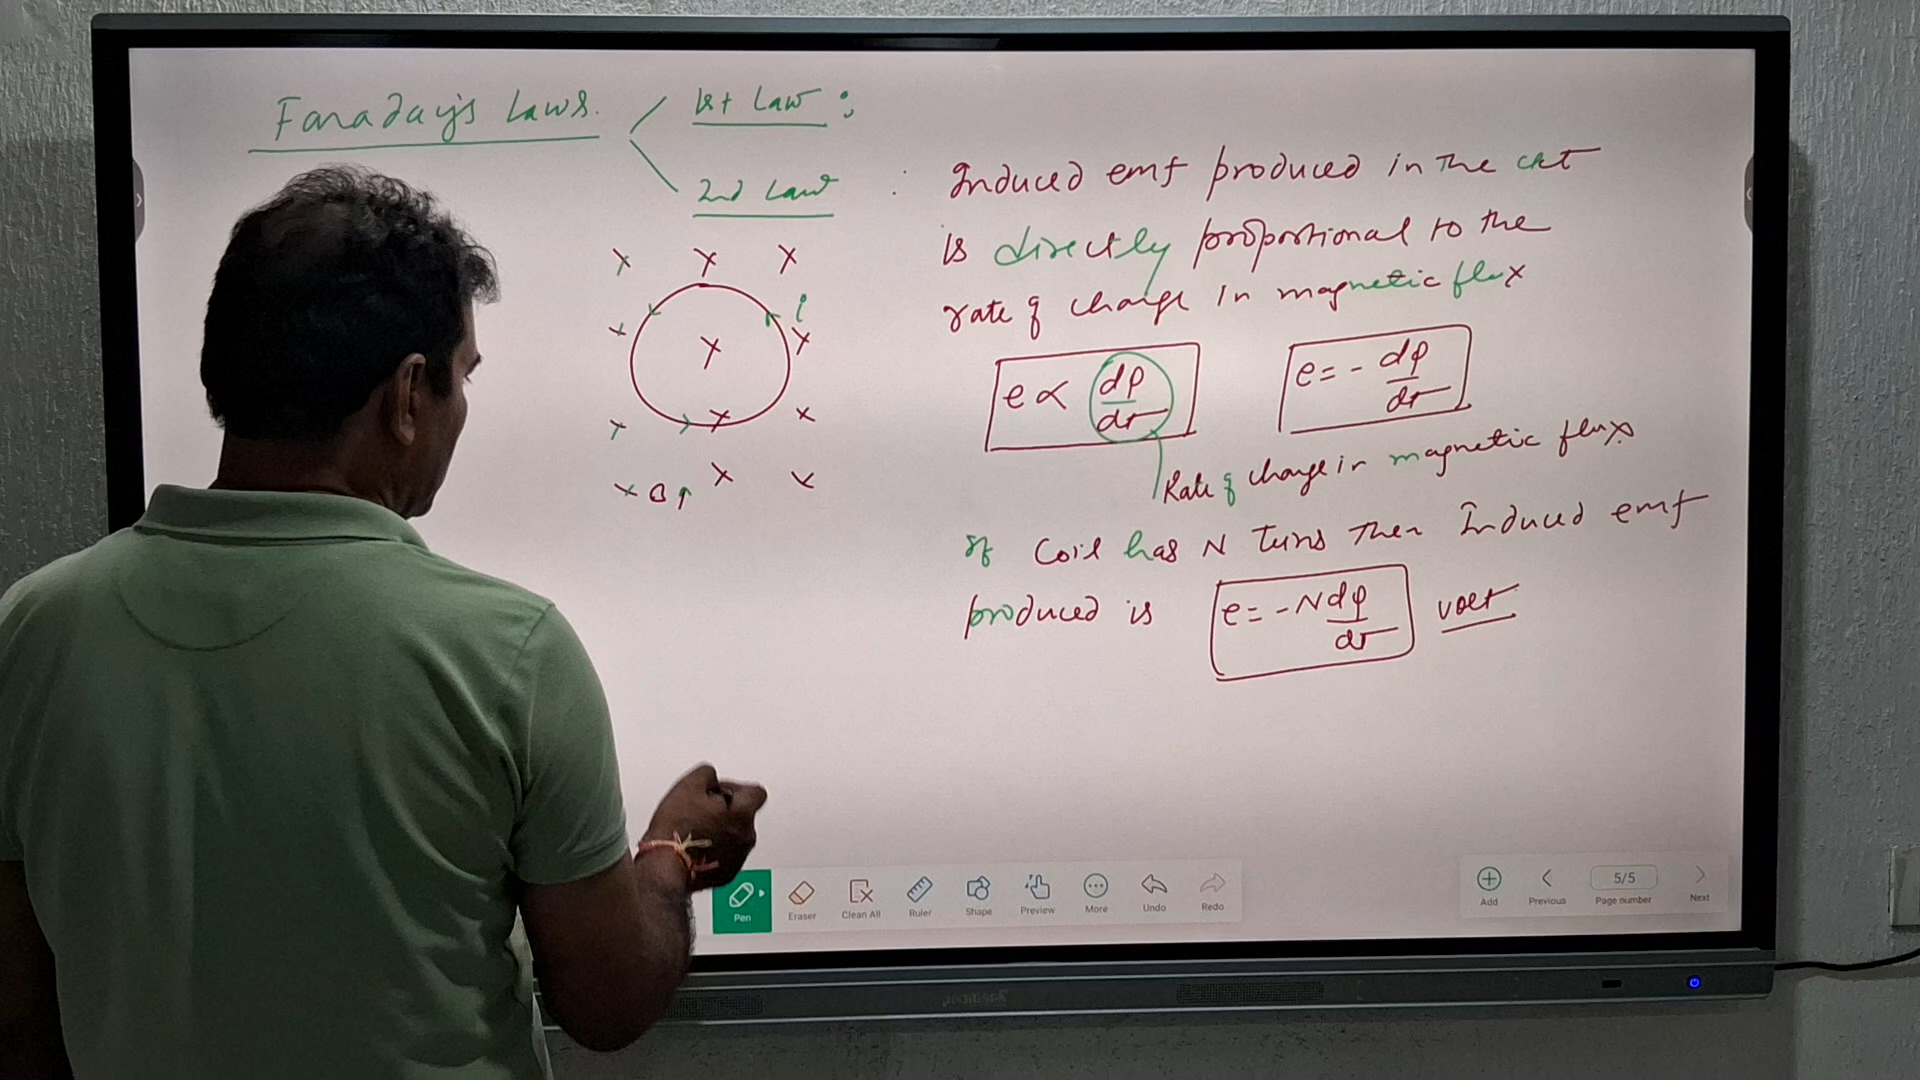 Faraday's Laws.
1st Law :
2nd Law :
Induced emf produced in the ckt
is directly proportional to the
rate of change in magnetic flux
e ∝ dφ/dt
e = - dφ/dt
Rate of change in magnetic flux
x x x
i
x x
x
x x x
x B↑ x x
If Coil has N Turns Then Induced emf
produced is e = -N dφ/dt volt
Pen
Eraser
Clean All
Ruler
Shape
Preview
More
Undo
Redo
Add
Previous
5/5
Page number
Next